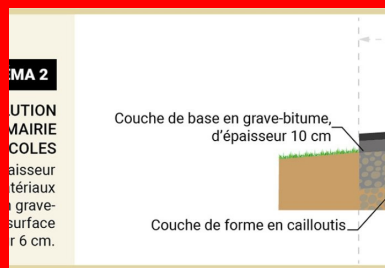 EMA 2
UTION
MAIRIE
COLES
aisseur
tériaux
grave-
surface
r 6 cm.
Couche de base en grave-bitume,
d'épaisseur 10 cm
Couche de forme en cailloutis